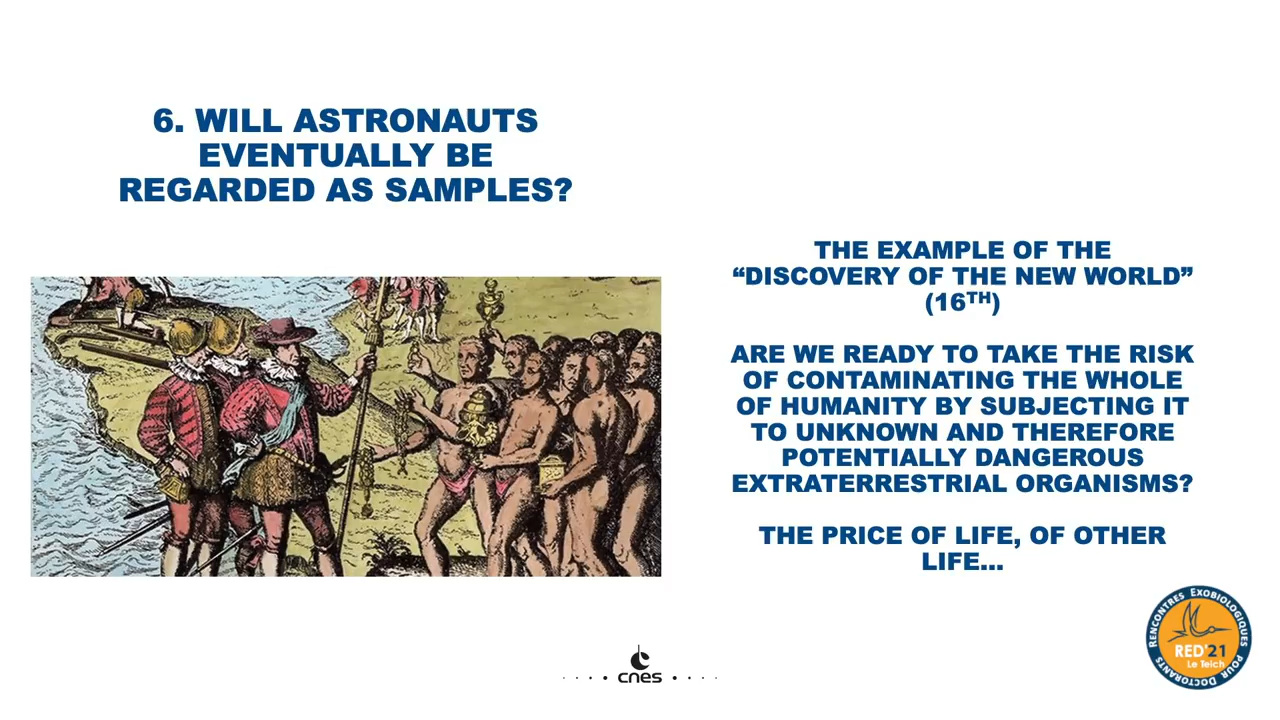 6. WILL ASTRONAUTS
EVENTUALLY BE
REGARDED AS SAMPLES?
THE EXAMPLE OF THE
“DISCOVERY OF THE NEW WORLD”
(16TH)
ARE WE READY TO TAKE THE RISK
OF CONTAMINATING THE WHOLE
OF HUMANITY BY SUBJECTING IT
TO UNKNOWN AND THEREFORE
POTENTIALLY DANGEROUS
EXTRATERRESTRIAL ORGANISMS?
THE PRICE OF LIFE, OF OTHER
LIFE…
cnes
RENCONTRES EXOBIOLOGIQUES
POUR DOCTORANTS
RED'21
Le Teich